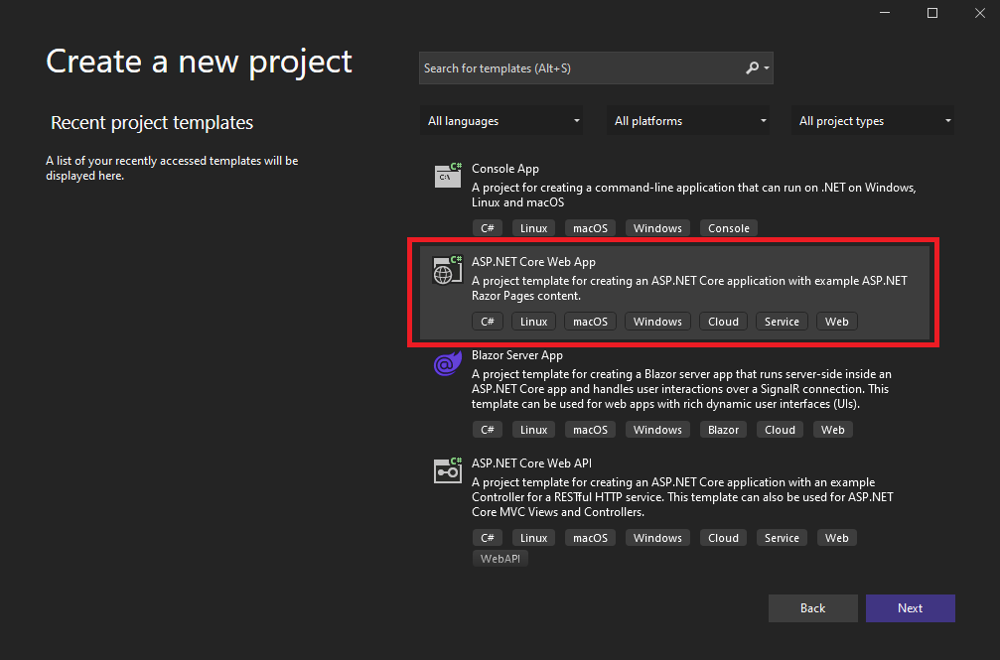 Create a new project
Search for templates (Alt+S)
Recent project templates
All languages
All platforms
All project types
A list of your recently accessed templates will be
displayed here.
C#
C:\
Console App
A project for creating a command-line application that can run on .NET on Windows,
Linux and macOS
C# Linux macOS Windows Console
C#
ASP.NET Core Web App
A project template for creating an ASP.NET Core application with example ASP.NET
Razor Pages content.
C# Linux macOS Windows Cloud Service Web
@
Blazor Server App
A project template for creating a Blazor server app that runs server-side inside an
ASP.NET Core app and handles user interactions over a SignalR connection. This
template can be used for web apps with rich dynamic user interfaces (UIs).
C# Linux macOS Windows Blazor Cloud Web
C#
ASP.NET Core Web API
A project template for creating an ASP.NET Core application with an example
Controller for a RESTful HTTP service. This template can also be used for ASP.NET
Core MVC Views and Controllers.
C# Linux macOS Windows Cloud Service Web
WebAPI
Back
Next